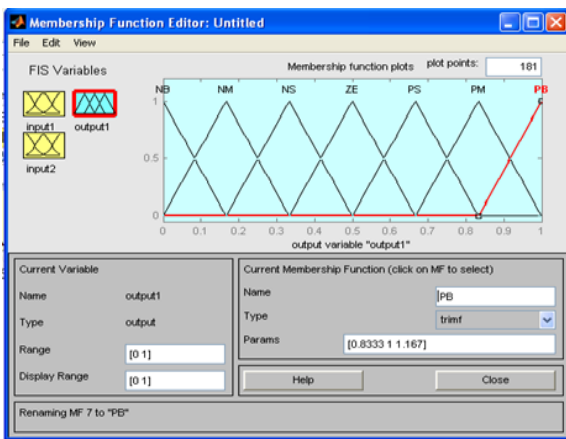 Membership Function Editor: Untitled
File Edit View
FIS Variables
input1
output1
input2
Membership function plots
plot points:
181
NB NM NS ZE PS PM PB
1
0.5
0
0 0.1 0.2 0.3 0.4 0.5 0.6 0.7 0.8 0.9 1
output variable "output1"
Current Variable
Name output1
Type output
Range [0 1]
Display Range [0 1]
Current Membership Function (click on MF to select)
Name PB
Type trimf
Params [0.8333 1 1.167]
Help
Close
Renaming MF 7 to "PB"